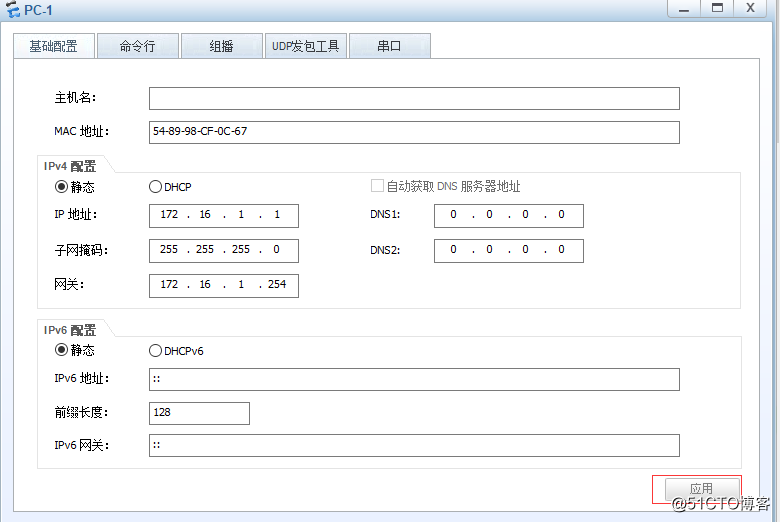 PC-1
基础配置 命令行 组播 UDP发包工具 串口
主机名:
MAC 地址: 54-89-98-CF-0C-67
IPv4 配置
静态 DHCP 自动获取 DNS 服务器地址
IP 地址: 172 . 16 . 1 . 1 DNS1: 0 . 0 . 0 . 0
子网掩码: 255 . 255 . 255 . 0 DNS2: 0 . 0 . 0 . 0
网关: 172 . 16 . 1 . 254
IPv6 配置
静态 DHCPv6
IPv6 地址: ::
前缀长度: 128
IPv6 网关: ::
应用
@51CTO博客